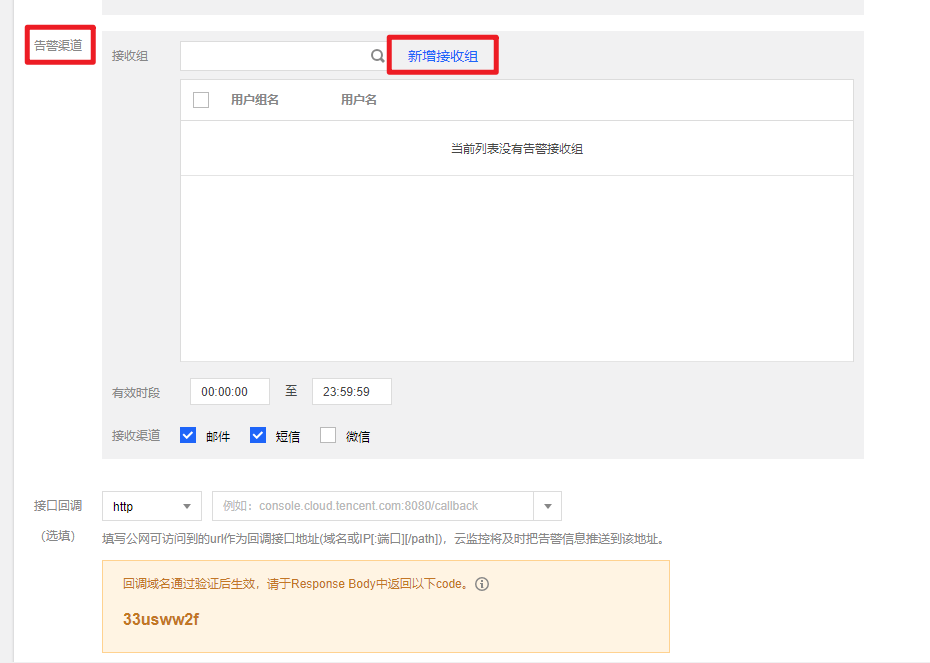 告警渠道
接收组
新增接收组
用户组名
用户名
当前列表没有告警接收组
有效时段
00:00:00
至
23:59:59
接收渠道
邮件
短信
微信
接口回调
(选填)
http
例如：console.cloud.tencent.com:8080/callback
填写公网可访问到的url作为回调接口地址(域名或IP[:端口][/path])，云监控将及时把告警信息推送到该地址。
回调域名通过验证后生效，请于Response Body中返回以下code。
33usww2f